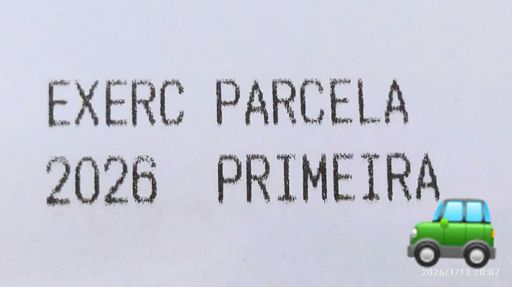 EXERC PARCELA
2026 PRIMEIRA
2026/1/13 20:07